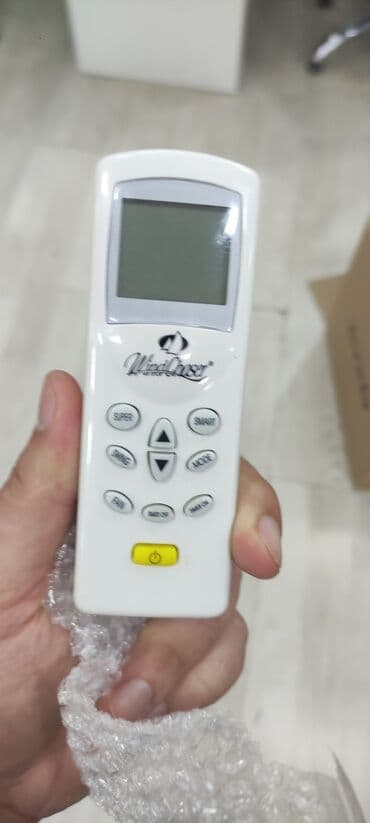 WindChaser®
SUPER
SMART
SWING
MODE
FAN
TIMER OFF
TIMER ON